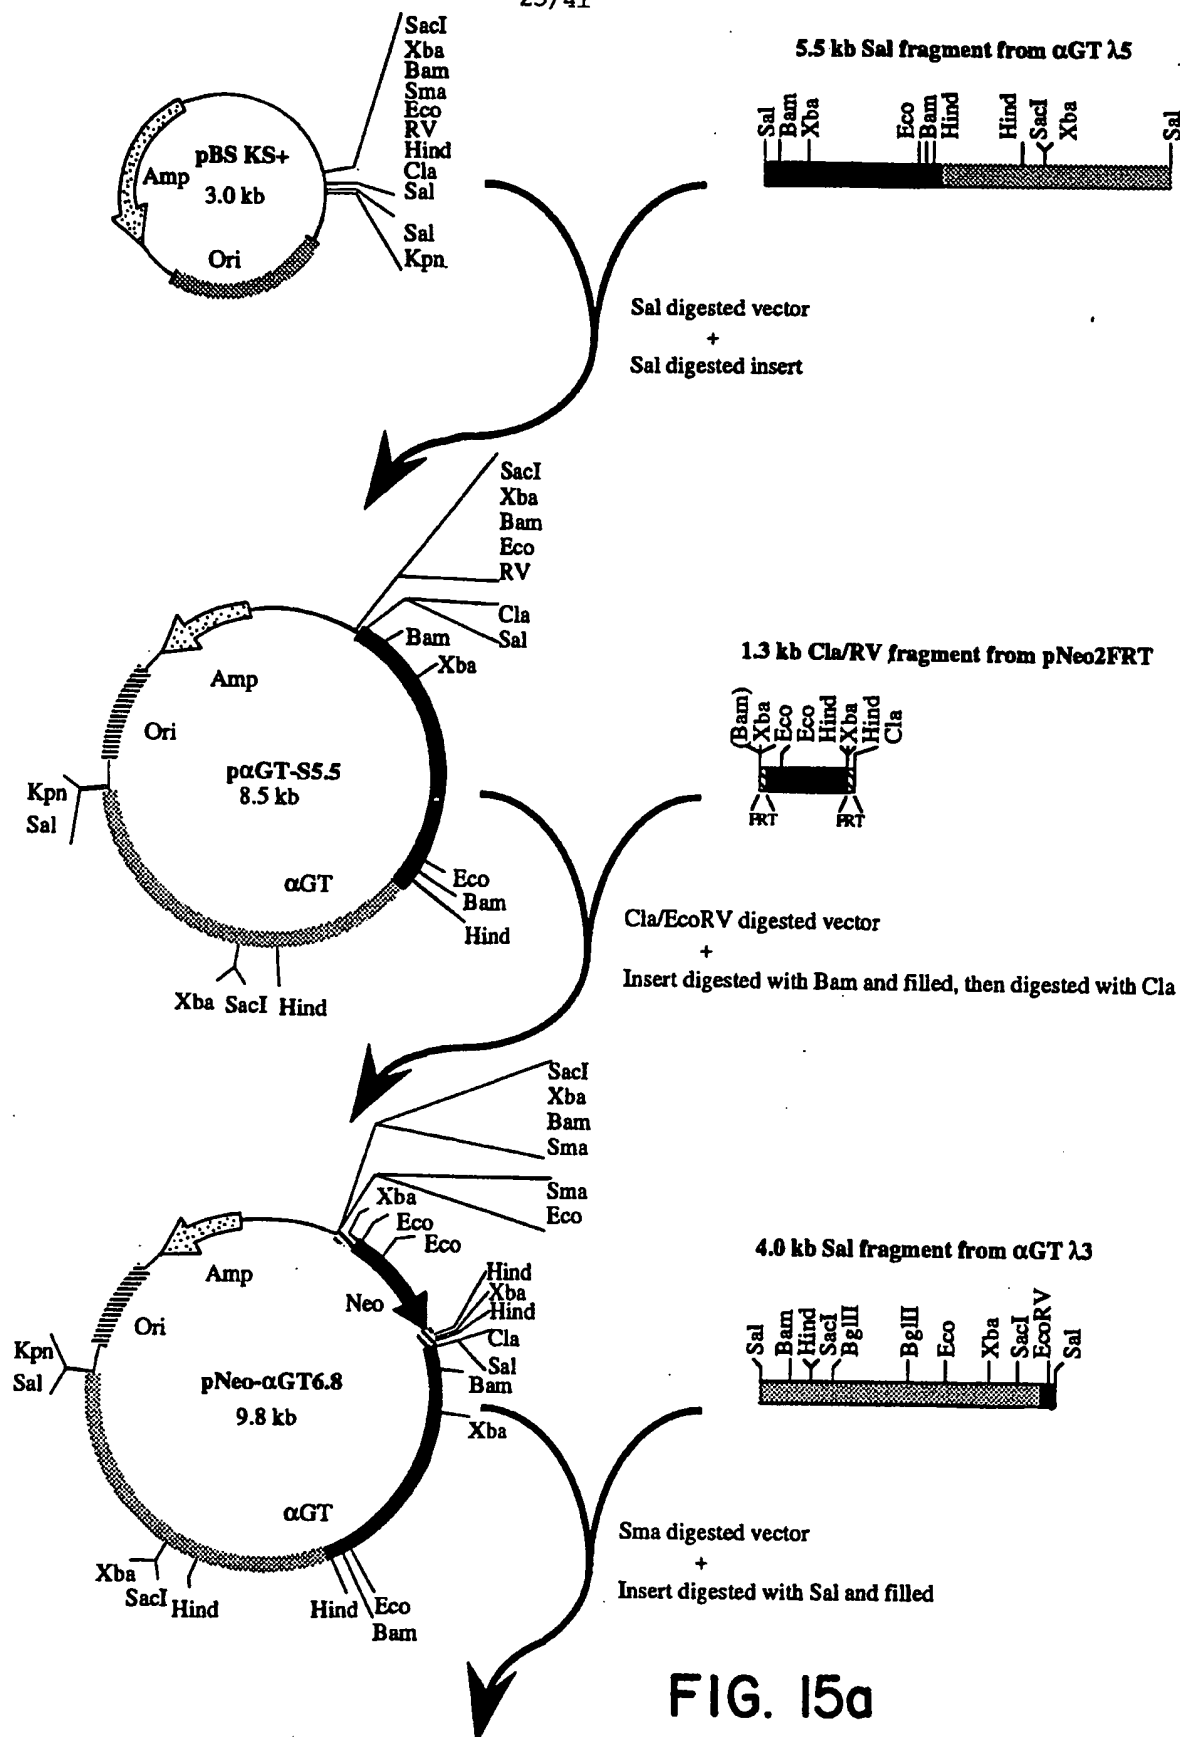 25/41
SacI
Xba
Bam
Sma
Eco
RV
Hind
Cla
Sal
Sal
Kpn
pBS KS+
3.0 kb
Amp
Ori
5.5 kb Sal fragment from αGT λ5
Sal
Bam
Xba
Eco
Bam
Hind
Hind
SacI
Xba
Sal
Sal digested vector
+
Sal digested insert
SacI
Xba
Bam
Eco
RV
Cla
Sal
Bam
Xba
Amp
Ori
pαGT-S5.5
8.5 kb
Kpn
Sal
αGT
Eco
Bam
Hind
Xba SacI Hind
1.3 kb Cla/RV fragment from pNeo2FRT
(Bam)
Xba
Eco
Eco
Hind
Xba
Hind
Cla
FRT
FRT
Cla/EcoRV digested vector
+
Insert digested with Bam and filled, then digested with Cla
SacI
Xba
Bam
Sma
Sma
Eco
Xba
Eco
Eco
Amp
Neo
Hind
Xba
Hind
Cla
Sal
Bam
Xba
Ori
Kpn
Sal
pNeo-αGT6.8
9.8 kb
αGT
Xba
SacI
Hind
Hind
Eco
Bam
4.0 kb Sal fragment from αGT λ3
Sal
Bam
Hind
SacI
BglII
BglII
Eco
Xba
SacI
EcoRV
Sal
Sma digested vector
+
Insert digested with Sal and filled
FIG. 15a